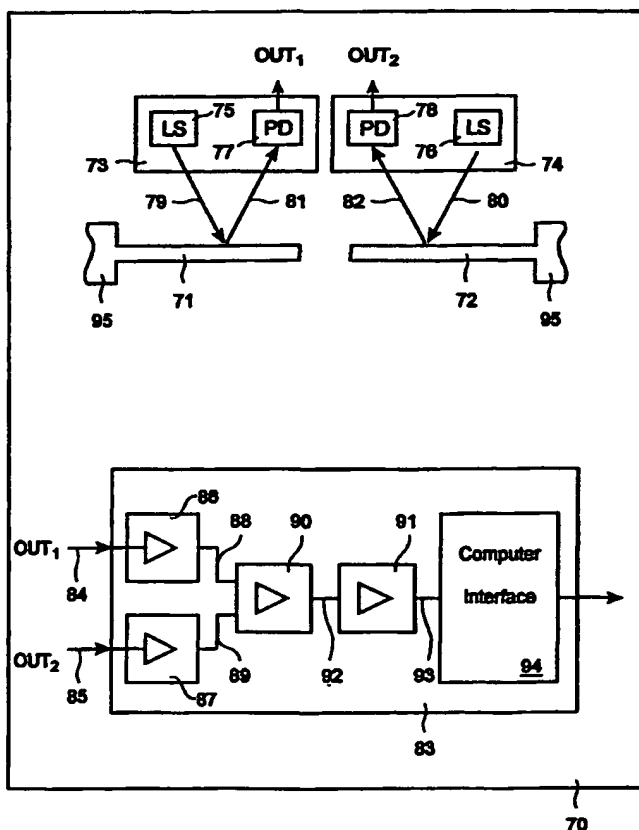 OUT1 OUT2
LS 75 PD 77 73
PD 78 LS 76 74
79 81 82 80
71 72
95 95
86 88 90 91
OUT1 84
OUT2 85
87 89 92 93
Computer
Interface
94
83
70